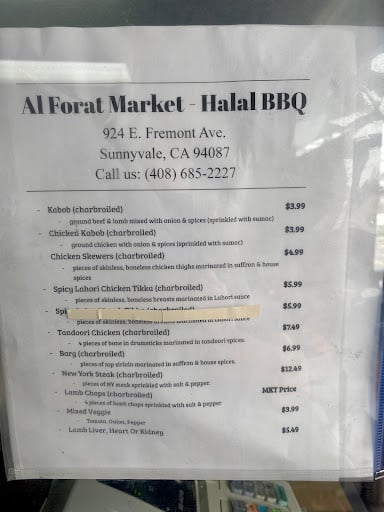 Al Forat Market - Halal BBQ
924 E. Fremont Ave.
Sunnyvale, CA 94087
Call us: (408) 685-2227
- Kabob (charbroiled) $3.99
- ground beef & lamb mixed with onion & spices (sprinkled with sumac)
- Chicken Kabob (charbroiled) $3.99
- ground chicken with onion & spices (sprinkled with sumac)
Chicken Skewers (charbroiled) $4.99
- pieces of skinless, boneless chicken thighs marinated in saffron & house
spices
- Spicy Lahori Chicken Tikka (charbroiled) $5.99
- pieces of skinless, boneless breasts marinated in Lahori sauce
$5.99
pieces of skinless, boneless
- Tandoori Chicken (charbroiled) $7.49
- 4 pieces of bone in drumsticks marinated in tandoori spices.
- Barg (charbroiled) $6.99
- pieces of top sirloin marinated in saffron & house spices.
- New York Steak (charbroiled) $12.49
- pieces of NY steak sprinkled with salt & pepper.
- Lamb Chops (charbroiled) MKT Price
- 4 pieces of lamb chops sprinkled with salt & pepper
- Mixed Veggie $3.99
- Tomato, Onion, Pepper
- Lamb Liver, Heart Or Kidney $5.49